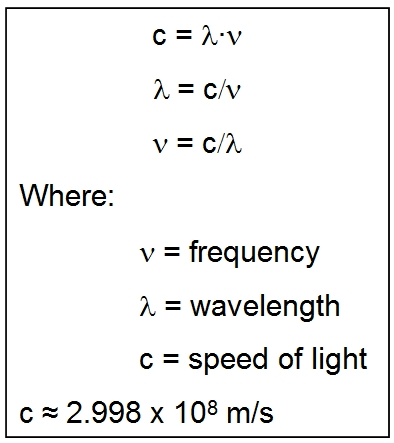 c = λ·ν
λ = c/ν
ν = c/λ
Where:
ν = frequency
λ = wavelength
c = speed of light
c ≈ 2.998 x 10⁸ m/s